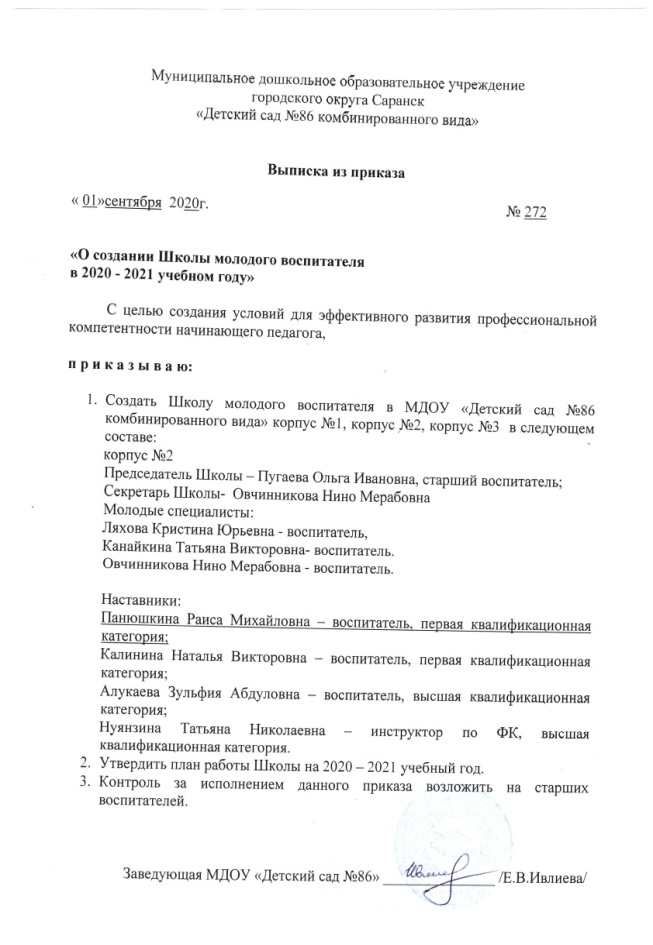 Муниципальное дошкольное образовательное учреждение
городского округа Саранск
«Детский сад №86 комбинированного вида»
Выписка из приказа
« 01»сентября 2020г.
№ 272
«О создании Школы молодого воспитателя
в 2020 - 2021 учебном году»
С целью создания условий для эффективного развития профессиональной
компетентности начинающего педагога,
п р и к а з ы в а ю:
1. Создать Школу молодого воспитателя в МДОУ «Детский сад №86
комбинированного вида» корпус №1, корпус №2, корпус №3 в следующем
составе:
корпус №2
Председатель Школы – Пугаева Ольга Ивановна, старший воспитатель;
Секретарь Школы- Овчинникова Нино Мерабовна
Молодые специалисты:
Ляхова Кристина Юрьевна - воспитатель,
Канайкина Татьяна Викторовна- воспитатель.
Овчинникова Нино Мерабовна - воспитатель.
Наставники:
Панюшкина Раиса Михайловна – воспитатель, первая квалификационная
категория;
Калинина Наталья Викторовна – воспитатель, первая квалификационная
категория;
Алукаева Зульфия Абдуловна – воспитатель, высшая квалификационная
категория;
Нуянзина Татьяна Николаевна – инструктор по ФК, высшая
квалификационная категория.
2. Утвердить план работы Школы на 2020 – 2021 учебный год.
3. Контроль за исполнением данного приказа возложить на старших
воспитателей.
Заведующая МДОУ «Детский сад №86» /Е.В.Ивлиева/